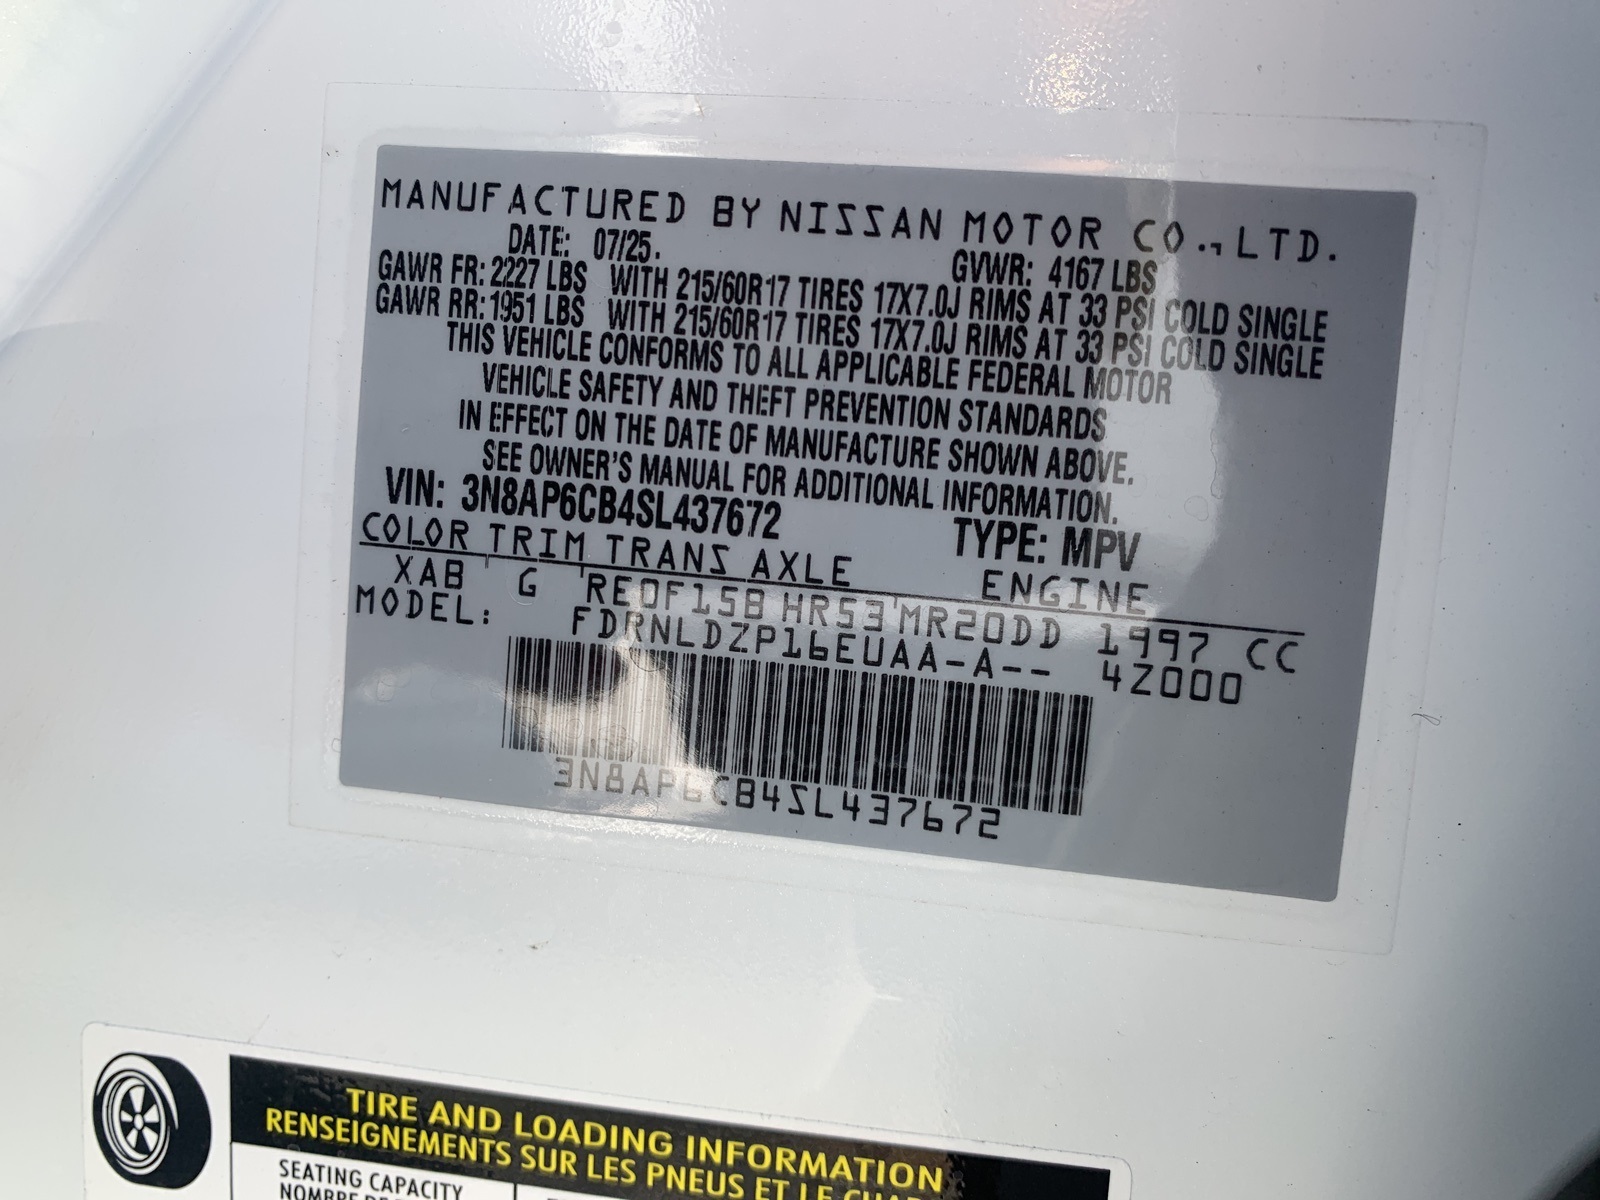 MANUFACTURED BY NISSAN MOTOR CO., LTD.
DATE: 07/25. GVWR: 4167 LBS
GAWR FR: 2227 LBS WITH 215/60R17 TIRES 17X7.0J RIMS AT 33 PSI COLD SINGLE
GAWR RR: 1951 LBS WITH 215/60R17 TIRES 17X7.0J RIMS AT 33 PSI COLD SINGLE
THIS VEHICLE CONFORMS TO ALL APPLICABLE FEDERAL MOTOR
VEHICLE SAFETY AND THEFT PREVENTION STANDARDS
IN EFFECT ON THE DATE OF MANUFACTURE SHOWN ABOVE.
SEE OWNER'S MANUAL FOR ADDITIONAL INFORMATION.
VIN: 3N8AP6CB4SL437672 TYPE: MPV
COLOR TRIM TRANS AXLE ENGINE
XAB G RE0F15B HR53 MR20DD 1997 CC
MODEL: FDRNLDZP16EUAA-A-- 4Z000
3N8AP6CB4SL437672
TIRE AND LOADING INFORMATION
RENSEIGNEMENTS SUR LES PNEUS ET LE
SEATING CAPACITY
NOMBRE